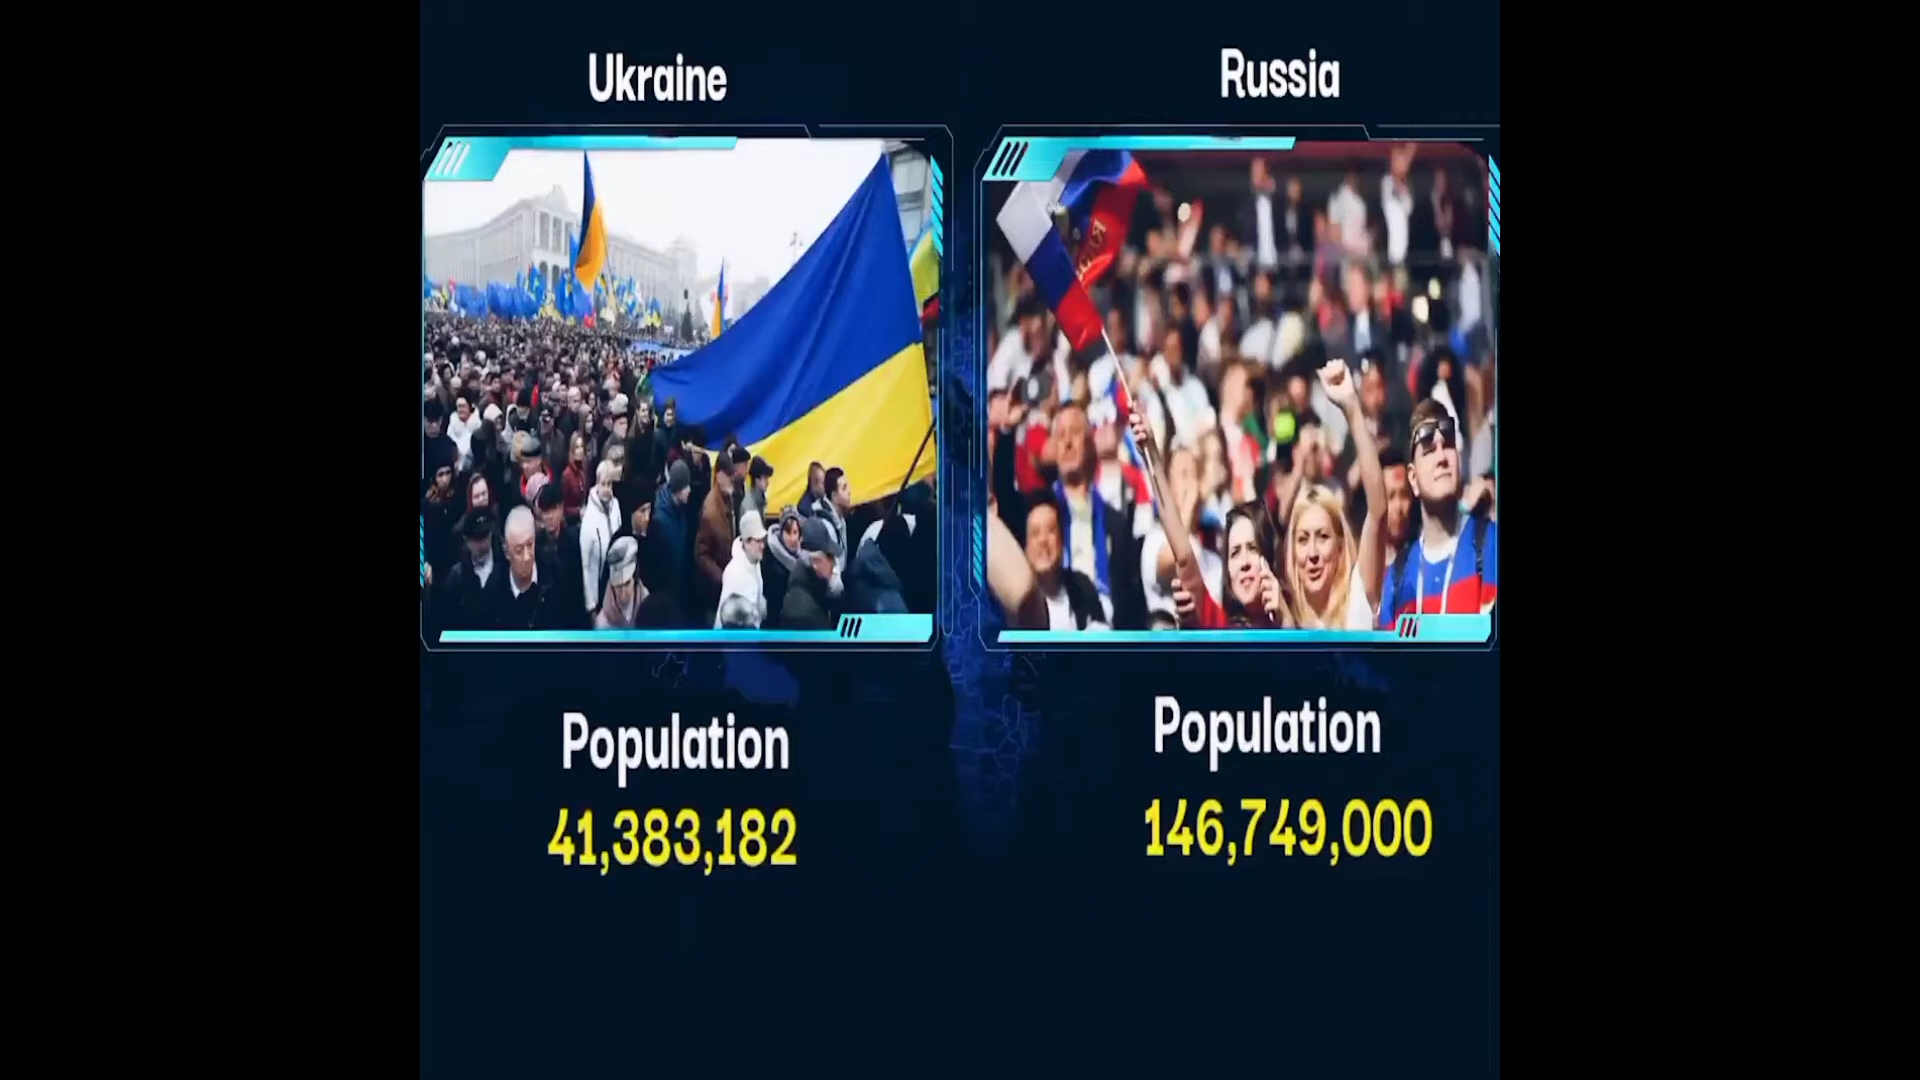 Ukraine
Russia
Population
41,383,182
Population
146,749,000